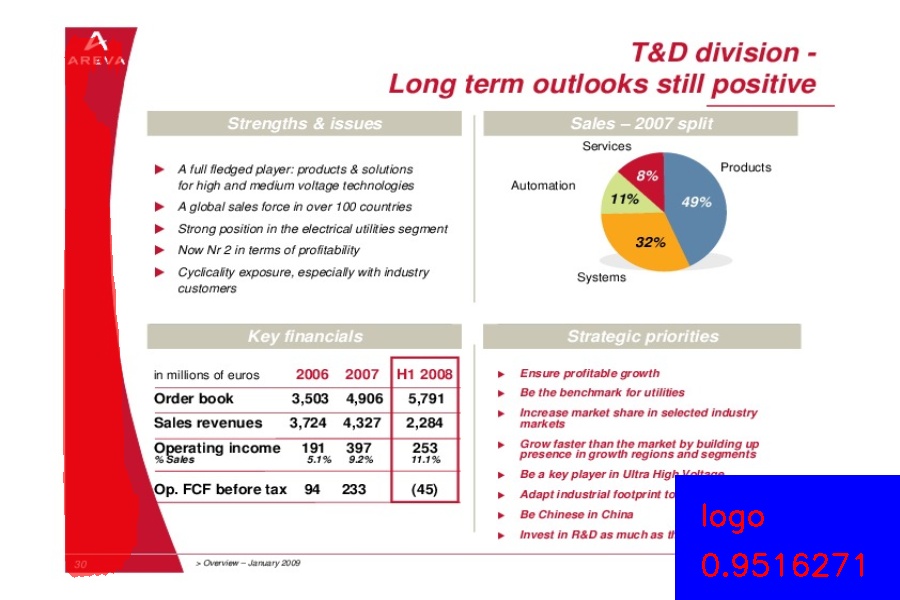 AREVA
T&D division -
Long term outlooks still positive
Strengths & issues
A full fledged player: products & solutions
for high and medium voltage technologies
A global sales force in over 100 countries
Strong position in the electrical utilities segment
Now Nr 2 in terms of profitability
Cyclicality exposure, especially with industry
customers
Sales – 2007 split
Services
Products
Automation
Systems
8%
49%
11%
32%
Key financials
in millions of euros 2006 2007 H1 2008
Order book 3,503 4,906 5,791
Sales revenues 3,724 4,327 2,284
Operating income 191 397 253
% Sales 5.1% 9.2% 11.1%
Op. FCF before tax 94 233 (45)
Strategic priorities
Ensure profitable growth
Be the benchmark for utilities
Increase market share in selected industry
markets
Grow faster than the market by building up
presence in growth regions and segments
Be a key player in Ultra High Voltage
Adapt industrial footprint to
Be Chinese in China
Invest in R&D as much as
logo
0.9516271
30
> Overview – January 2009